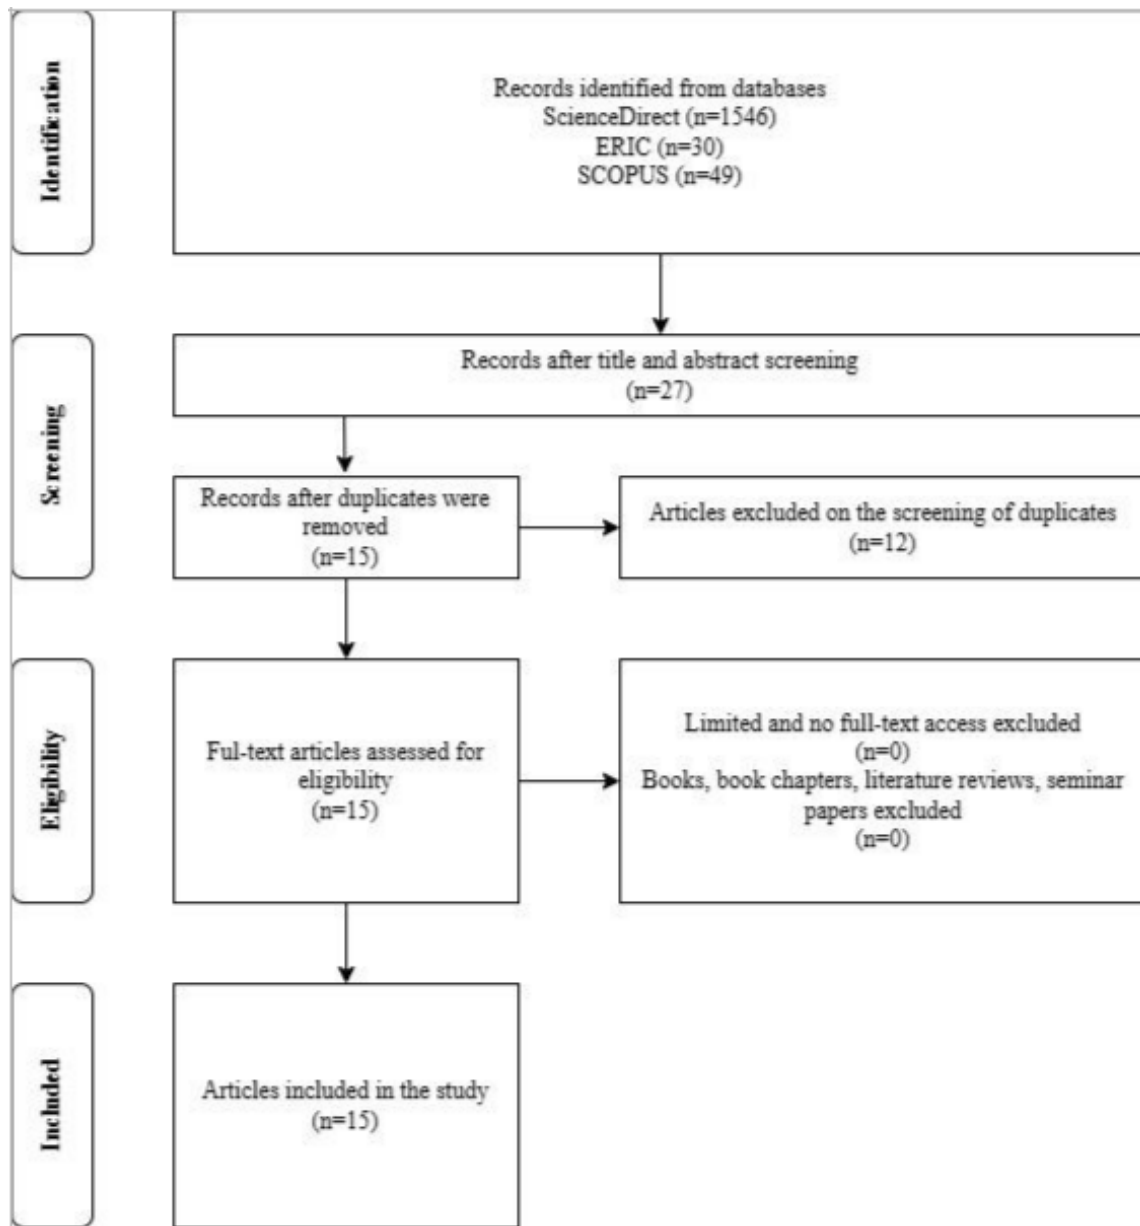 Identification
Records identified from databases
ScienceDirect (n=1546)
ERIC (n=30)
SCOPUS (n=49)
Screening
Records after title and abstract screening
(n=27)
Records after duplicates were
removed
(n=15)
Articles excluded on the screening of duplicates
(n=12)
Eligibility
Ful-text articles assessed for
eligibility
(n=15)
Limited and no full-text access excluded
(n=0)
Books, book chapters, literature reviews, seminar
papers excluded
(n=0)
Included
Articles included in the study
(n=15)